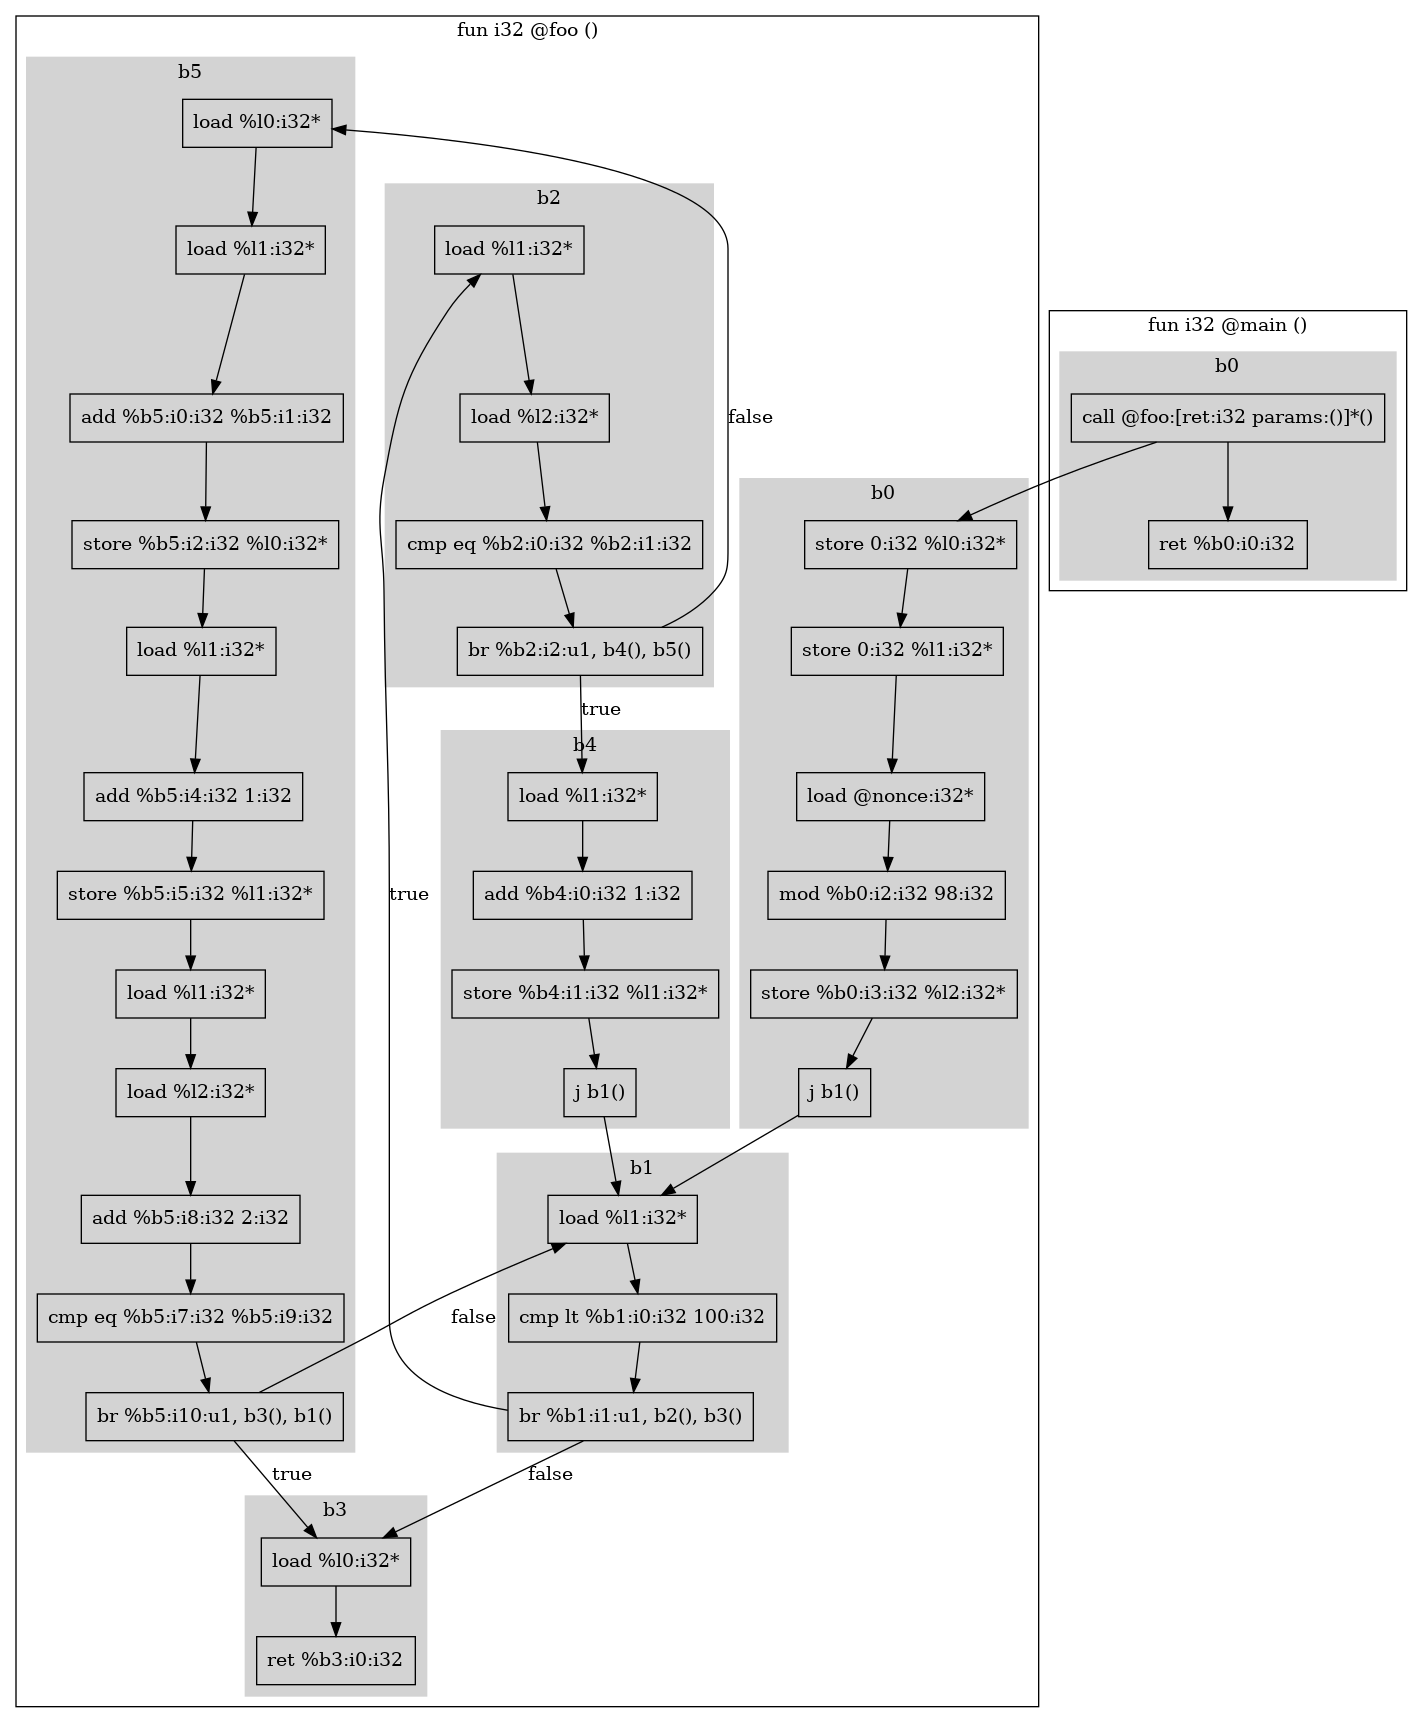 fun i32 @foo ()
b5
load %l0:i32*
load %l1:i32*
add %b5:i0:i32 %b5:i1:i32
store %b5:i2:i32 %l0:i32*
load %l1:i32*
add %b5:i4:i32 1:i32
store %b5:i5:i32 %l1:i32*
load %l1:i32*
load %l2:i32*
add %b5:i8:i32 2:i32
cmp eq %b5:i7:i32 %b5:i9:i32
br %b5:i10:u1, b3(), b1()
b2
load %l1:i32*
load %l2:i32*
cmp eq %b2:i0:i32 %b2:i1:i32
br %b2:i2:u1, b4(), b5()
false
true
b4
load %l1:i32*
add %b4:i0:i32 1:i32
store %b4:i1:i32 %l1:i32*
j b1()
true
b0
store 0:i32 %l0:i32*
store 0:i32 %l1:i32*
load @nonce:i32*
mod %b0:i2:i32 98:i32
store %b0:i3:i32 %l2:i32*
j b1()
b1
load %l1:i32*
cmp lt %b1:i0:i32 100:i32
br %b1:i1:u1, b2(), b3()
false
true
false
b3
load %l0:i32*
ret %b3:i0:i32
fun i32 @main ()
b0
call @foo:[ret:i32 params:()]*()
ret %b0:i0:i32